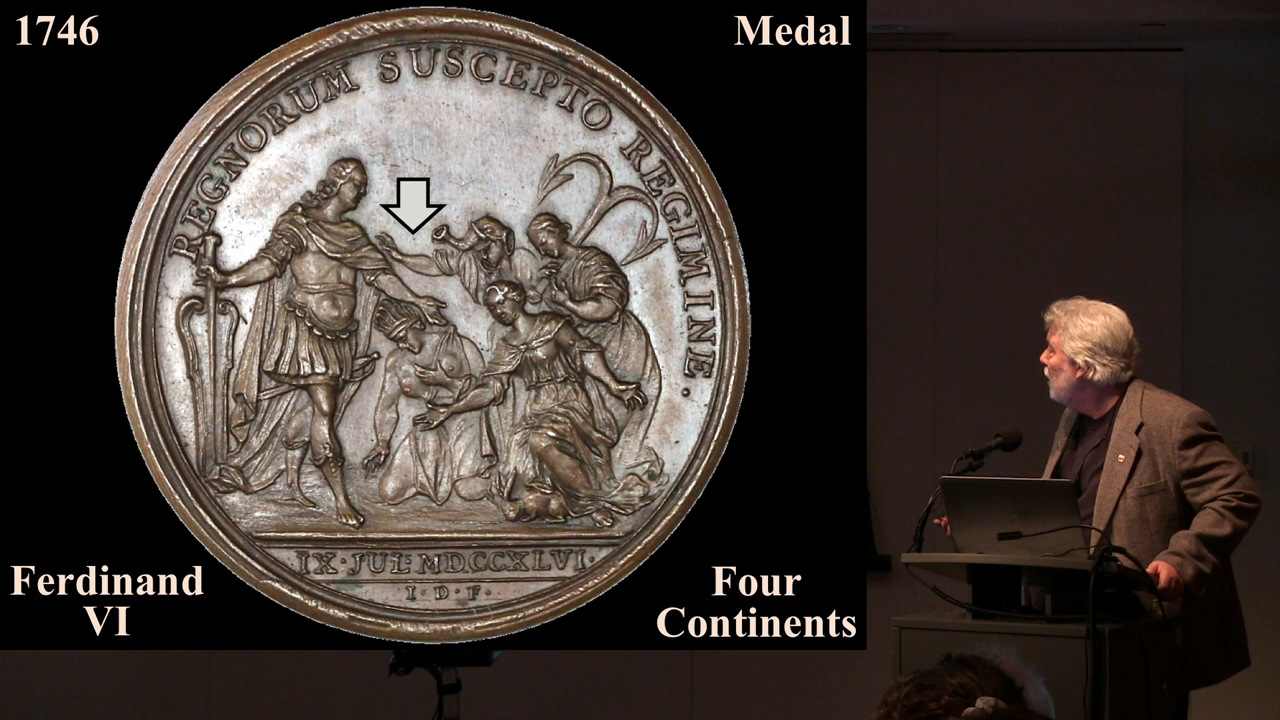 1746
Medal
REGNORUM SUSCEPTO REGIMINE.
IX·JUL·MDCCXLVI·
I·D·F·
Ferdinand
VI
Four
Continents